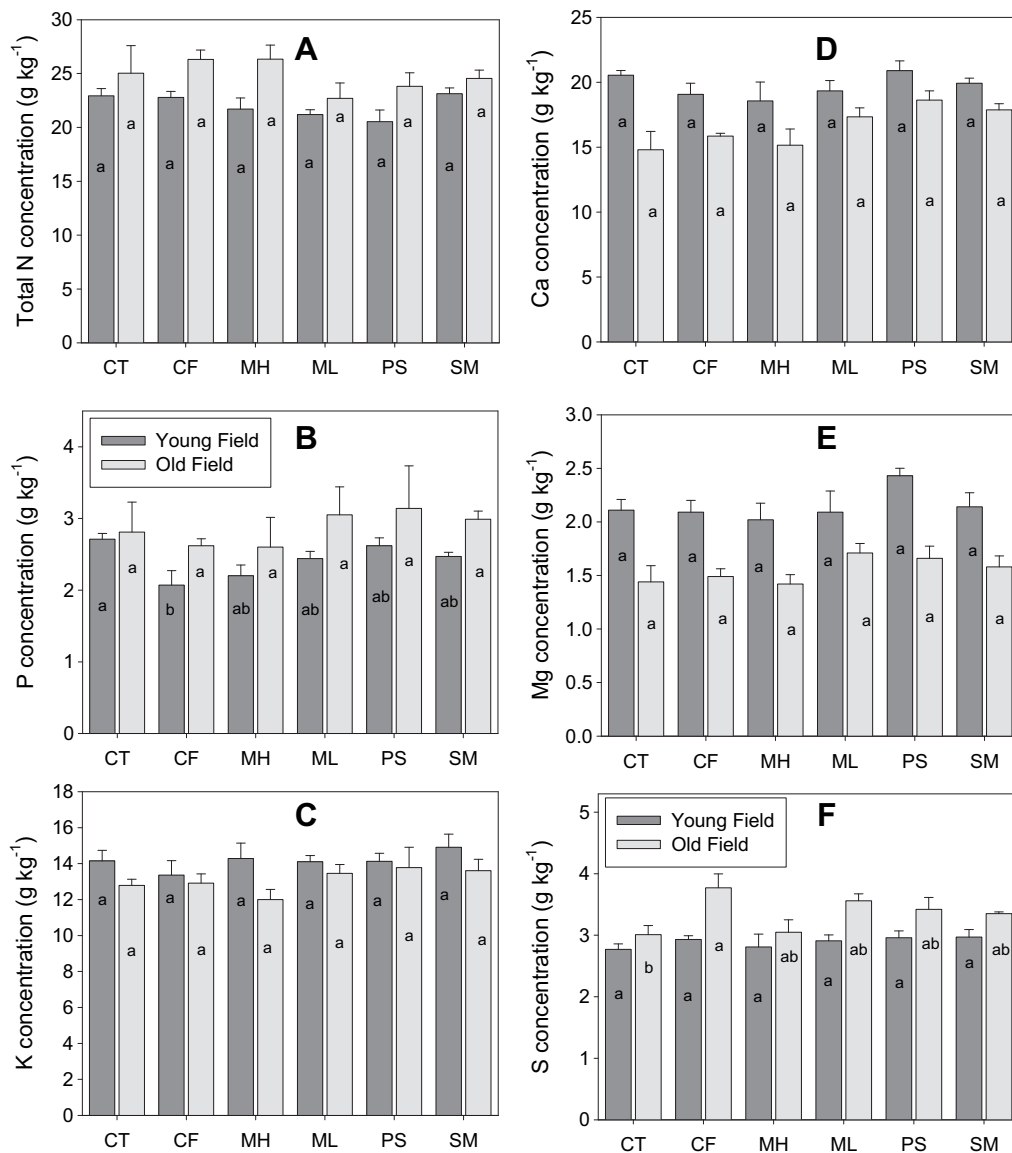 A
Total N concentration (g kg-1)
30
25
20
15
10
5
0
a a a a a a a a a a a a
CT CF MH ML PS SM
B
P concentration (g kg-1)
Young Field
Old Field
4
3
2
1
0
a a b a ab a ab a ab a ab a
CT CF MH ML PS SM
C
K concentration (g kg-1)
18
16
14
12
10
8
6
4
2
0
a a a a a a a a a a a a
CT CF MH ML PS SM
D
Ca concentration (g kg-1)
20
15
10
5
0
a a a a a a a a a a a a
CT CF MH ML PS SM
E
Mg concentration (g kg-1)
3.0
2.5
2.0
1.5
1.0
0.5
0.0
a a a a a a a a a a a a
CT CF MH ML PS SM
F
S concentration (g kg-1)
Young Field
Old Field
5
4
3
2
1
0
a b a a a ab a ab a ab a ab
CT CF MH ML PS SM